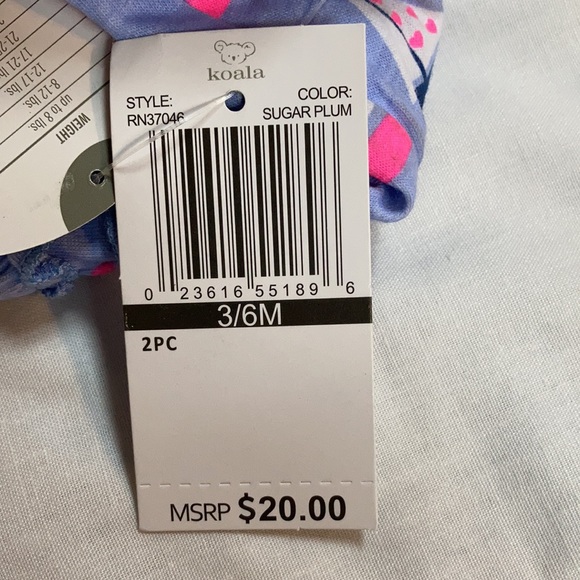 koala
STYLE:
RN37046
COLOR:
SUGAR PLUM
0 23616 55189 6
3/6M
2PC
MSRP $20.00
WEIGHT
up to 8 lbs.
8-12 lbs.
12-17 lbs.